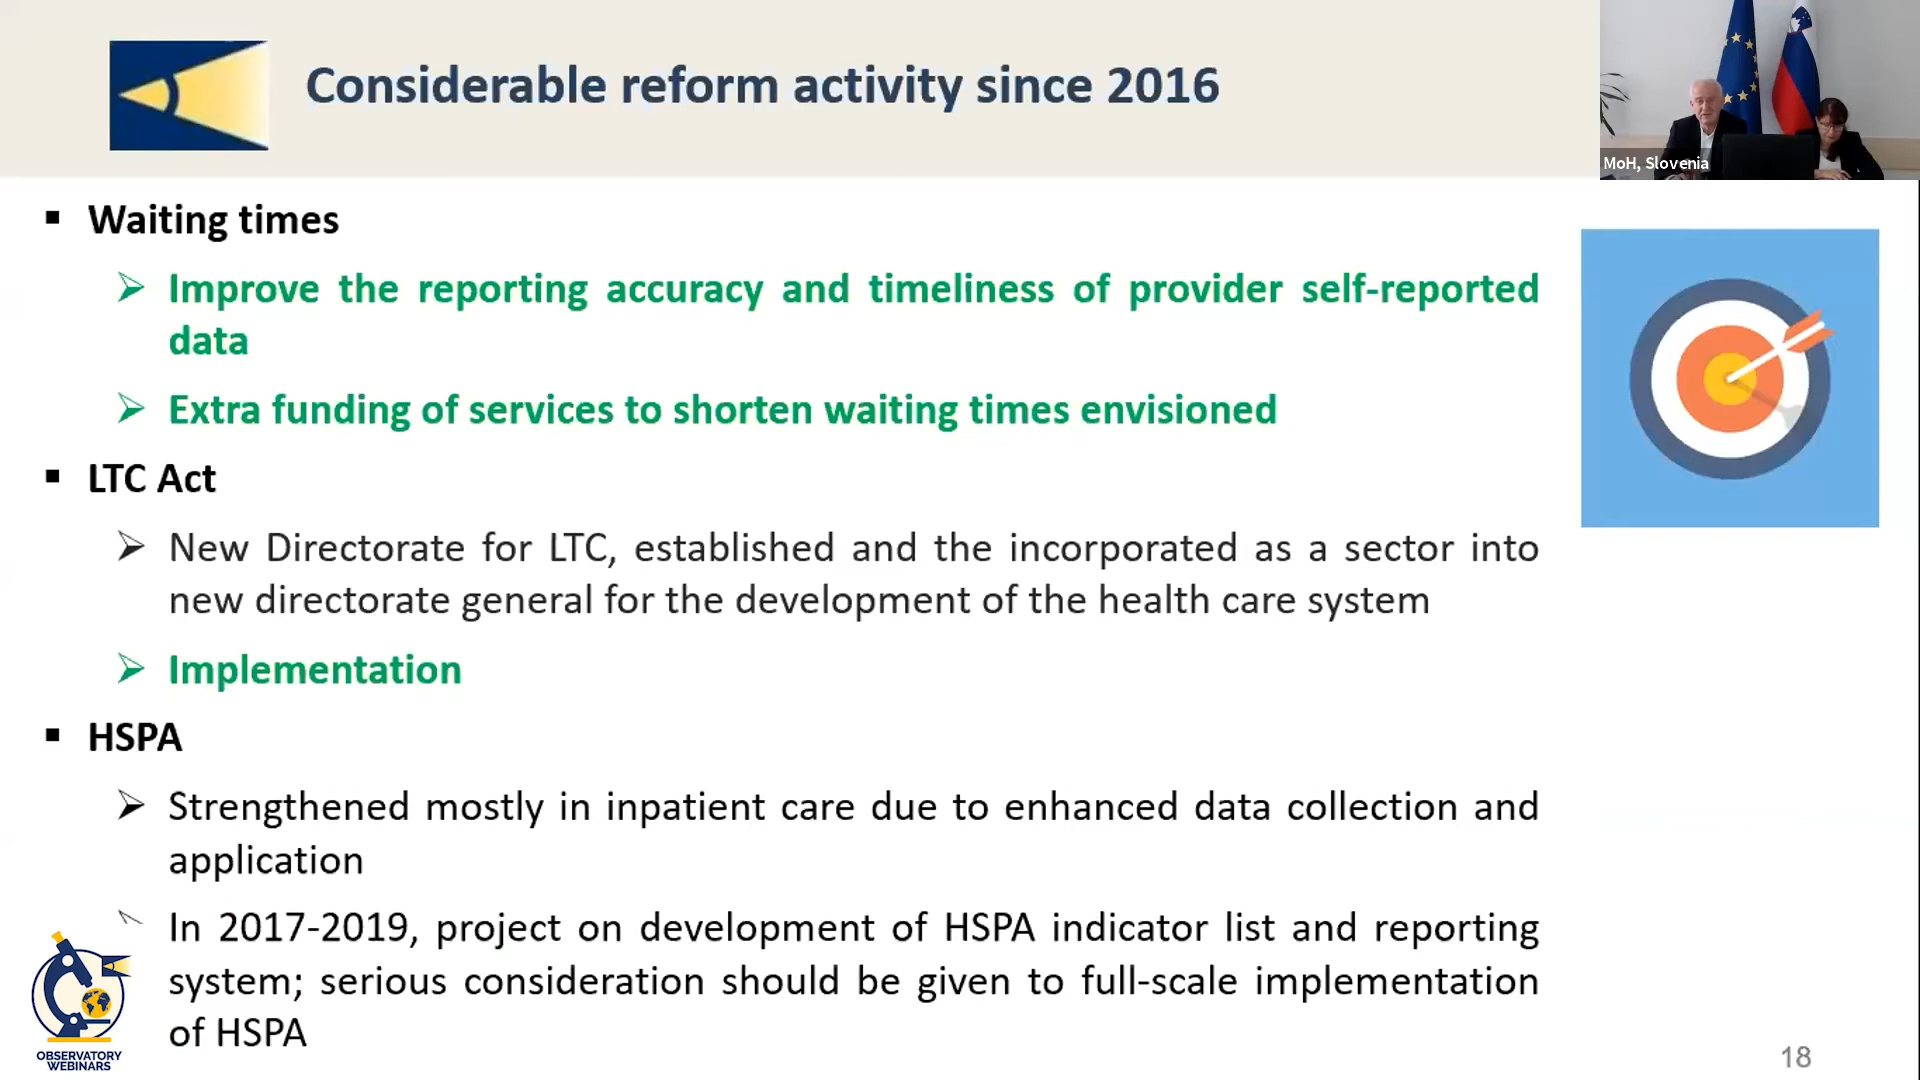 Considerable reform activity since 2016
MoH, Slovenia
▪ Waiting times
➢ Improve the reporting accuracy and timeliness of provider self-reported
data
➢ Extra funding of services to shorten waiting times envisioned
▪ LTC Act
➢ New Directorate for LTC, established and the incorporated as a sector into
new directorate general for the development of the health care system
➢ Implementation
▪ HSPA
➢ Strengthened mostly in inpatient care due to enhanced data collection and
application
➢ In 2017-2019, project on development of HSPA indicator list and reporting
system; serious consideration should be given to full-scale implementation
of HSPA
OBSERVATORY
WEBINARS
18